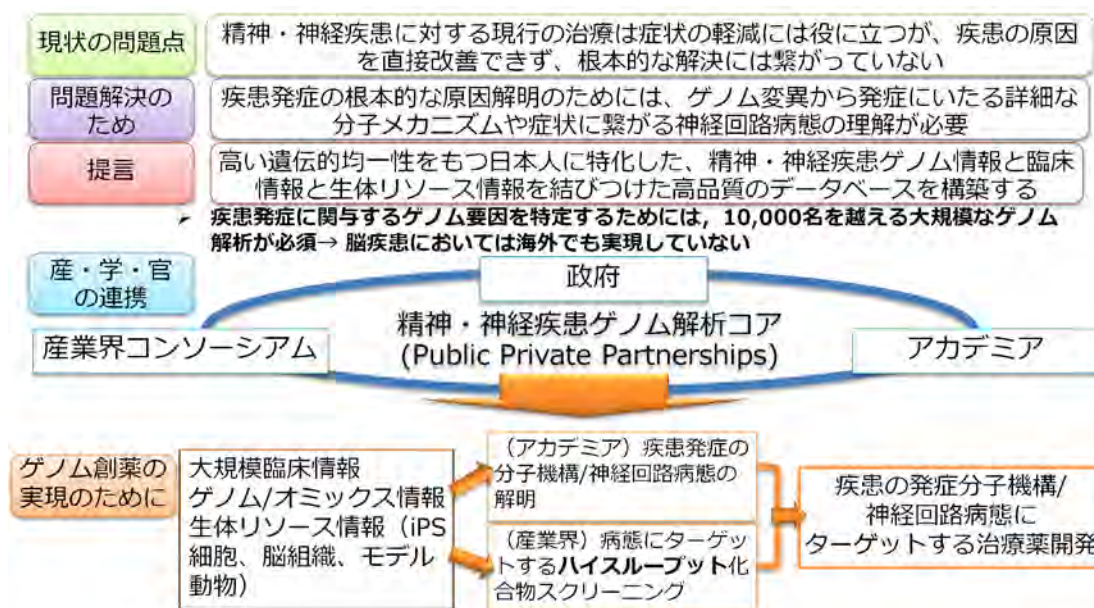 現状の問題点
精神・神経疾患に対する現行の治療は症状の軽減には役に立つが、疾患の原因
を直接改善できず、根本的な解決には繋がっていない
問題解決の
ため
疾患発症の根本的な原因解明のためには、ゲノム変異から発症にいたる詳細な
分子メカニズムや症状に繋がる神経回路病態の理解が必要
提言
高い遺伝的均一性をもつ日本人に特化した、精神・神経疾患ゲノム情報と臨床
情報と生体リソース情報を結びつけた高品質のデータベースを構築する
➢ 疾患発症に関与するゲノム要因を特定するためには，10,000名を越える大規模なゲノム
解析が必須→ 脳疾患においては海外でも実現していない
産・学・官
の連携
政府
精神・神経疾患ゲノム解析コア
(Public Private Partnerships)
産業界コンソーシアム
アカデミア
ゲノム創薬の
実現のために
大規模臨床情報
ゲノム/オミックス情報
生体リソース情報（iPS
細胞、脳組織、モデル
動物）
（アカデミア）疾患発症の
分子機構/神経回路病態の
解明
（産業界）病態にターゲッ
トするハイスループット化
合物スクリーニング
疾患の発症分子機構/
神経回路病態に
ターゲットする治療薬開発